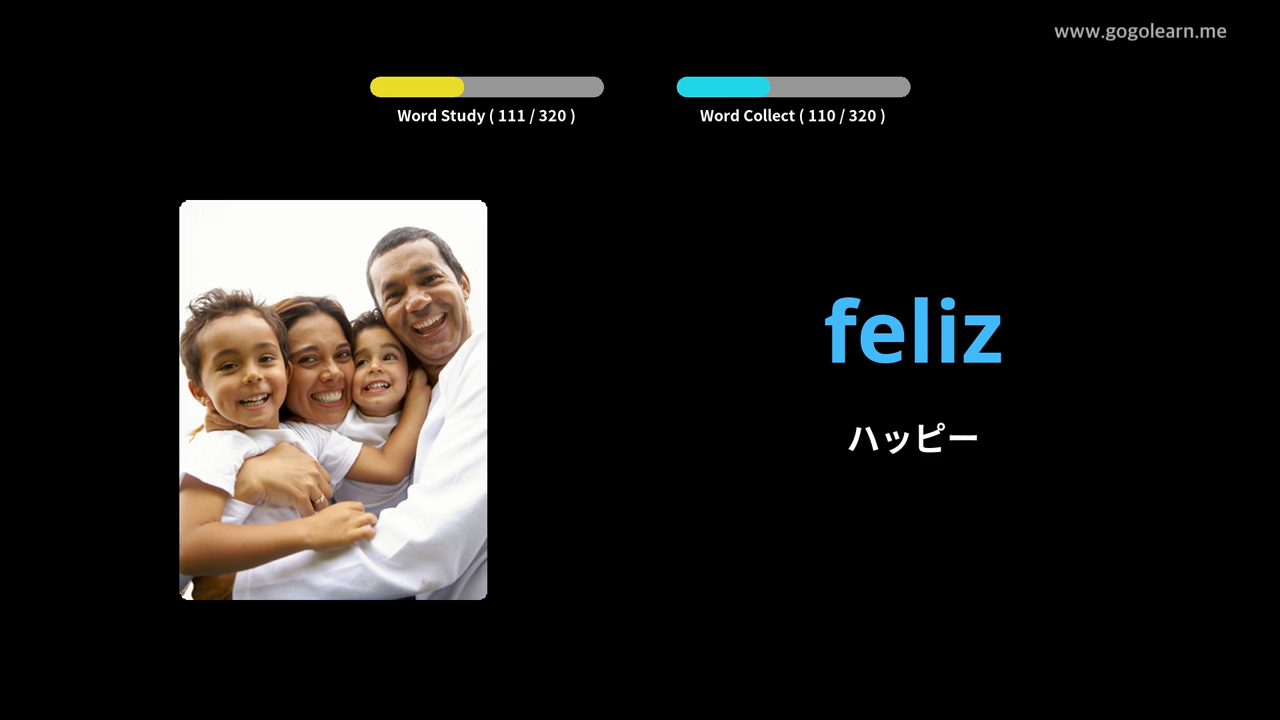 www.gogolearn.me
Word Study ( 111 / 320 )
Word Collect ( 110 / 320 )
feliz
ハッピー